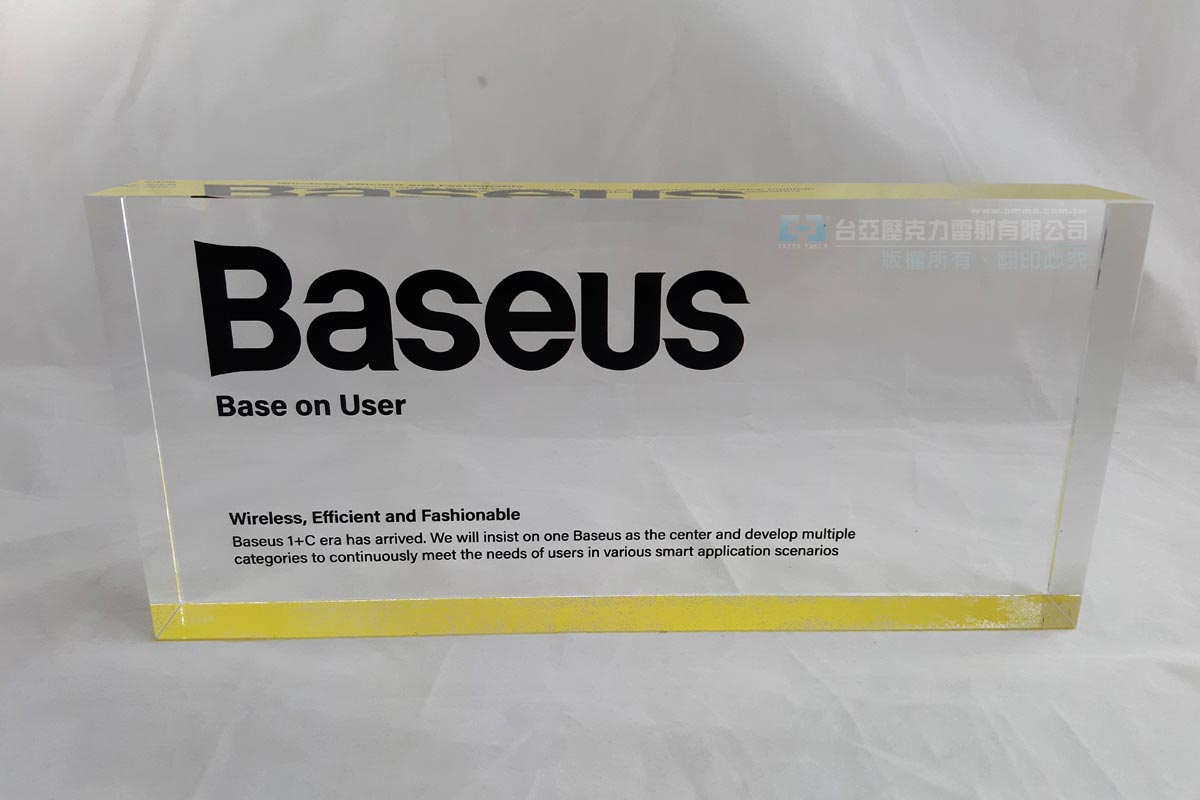 www.pmma.com.tw
台亞壓克力雷射有限公司
TAIYA YAKLI
版權所有、翻印必究
Baseus
Base on User
Wireless, Efficient and Fashionable
Baseus 1+C era has arrived. We will insist on one Baseus as the center and develop multiple
categories to continuously meet the needs of users in various smart application scenarios